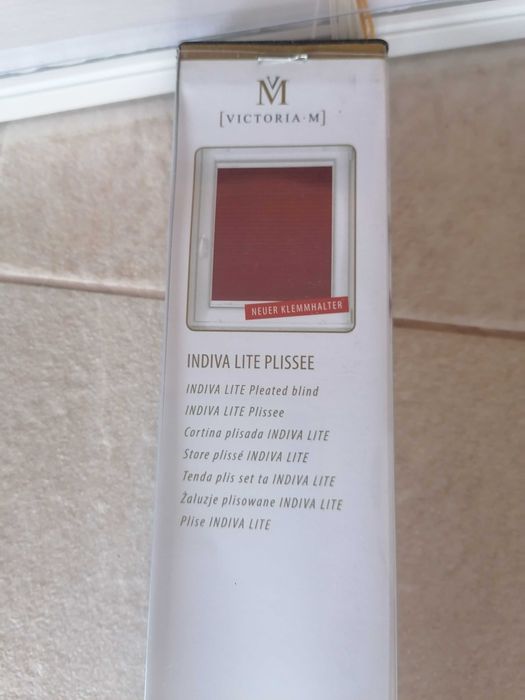 VM
[VICTORIA·M]
NEUER KLEMMHALTER
INDIVA LITE PLISSEE
INDIVA LITE Pleated blind
INDIVA LITE Plissee
Cortina plisada INDIVA LITE
Store plissé INDIVA LITE
Tenda plis set ta INDIVA LITE
Żaluzje plisowane INDIVA LITE
Plise INDIVA LITE